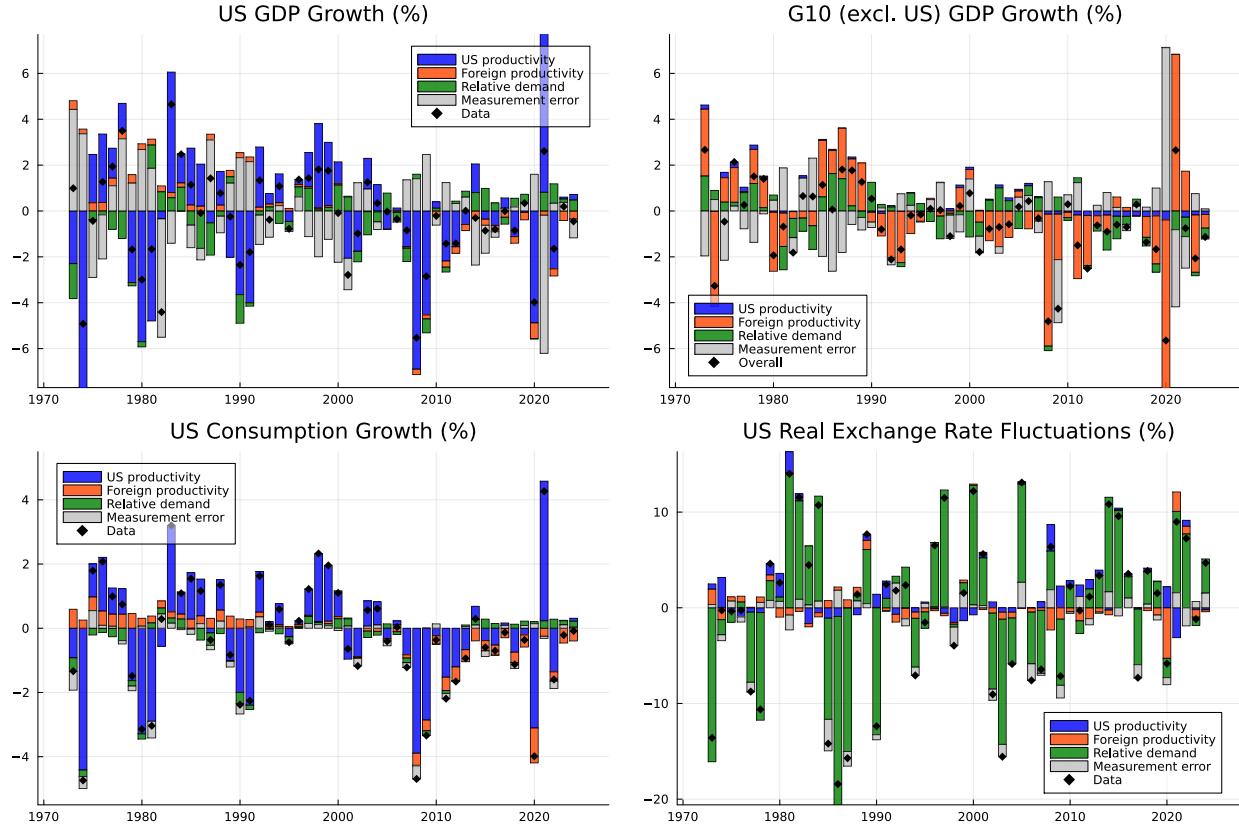 US GDP Growth (%)
6
4
2
0
−2
−4
−6
US productivity
Foreign productivity
Relative demand
Measurement error
Data
1970 1980 1990 2000 2010 2020
G10 (excl. US) GDP Growth (%)
6
4
2
0
−2
−4
−6
US productivity
Foreign productivity
Relative demand
Measurement error
Overall
1970 1980 1990 2000 2010 2020
US Consumption Growth (%)
4
2
0
−2
−4
US productivity
Foreign productivity
Relative demand
Measurement error
Data
1970 1980 1990 2000 2010 2020
US Real Exchange Rate Fluctuations (%)
10
0
−10
−20
US productivity
Foreign productivity
Relative demand
Measurement error
Data
1970 1980 1990 2000 2010 2020